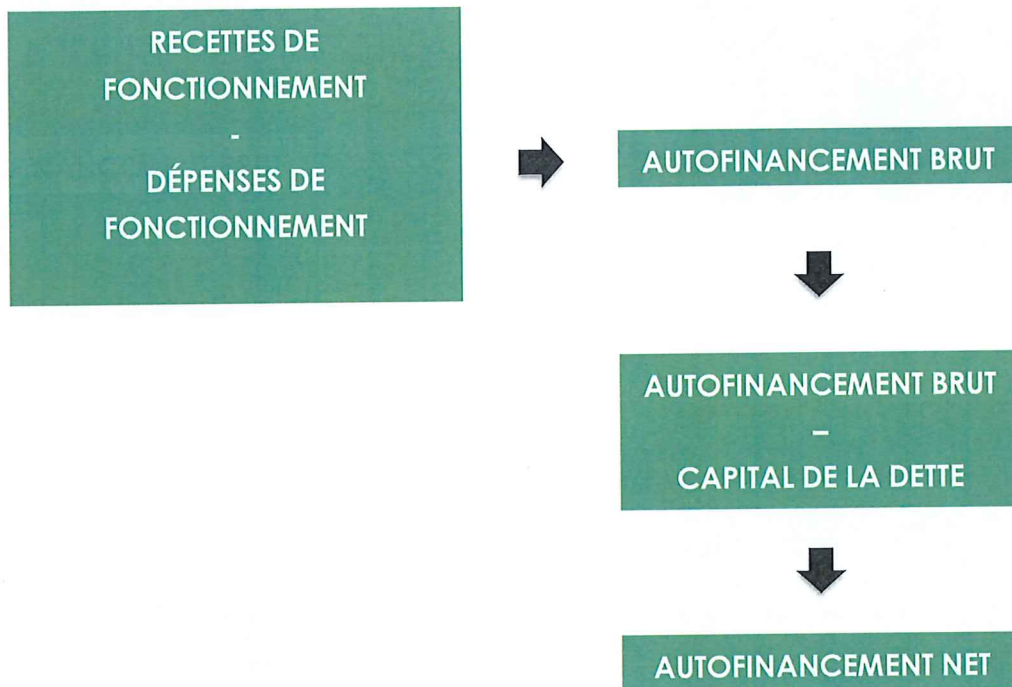 RECETTES DE
FONCTIONNEMENT
-
DÉPENSES DE
FONCTIONNEMENT
AUTOFINANCEMENT BRUT
AUTOFINANCEMENT BRUT
–
CAPITAL DE LA DETTE
AUTOFINANCEMENT NET